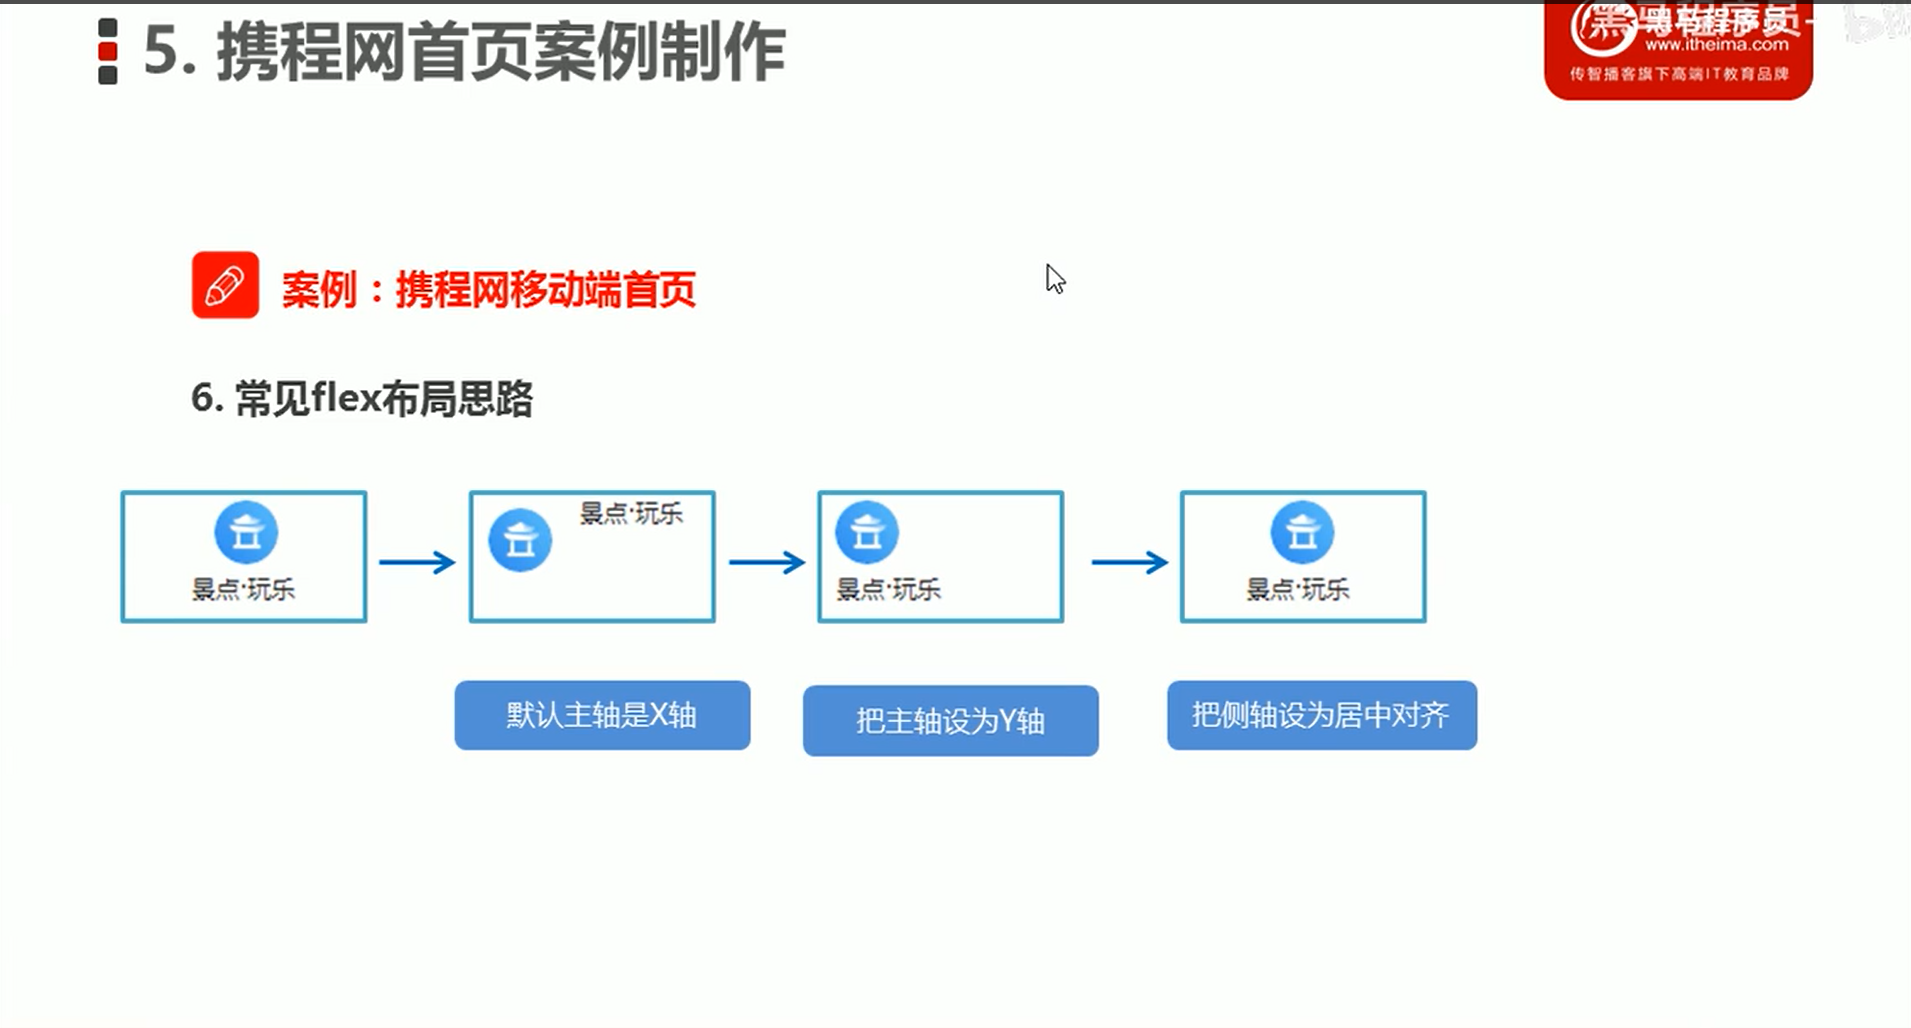 5. 携程网首页案例制作
黑马程序员
www.itheima.com
传智播客旗下高端IT教育品牌
案例：携程网移动端首页
6. 常见flex布局思路
景点·玩乐
景点·玩乐
景点·玩乐
景点·玩乐
默认主轴是X轴
把主轴设为Y轴
把侧轴设为居中对齐